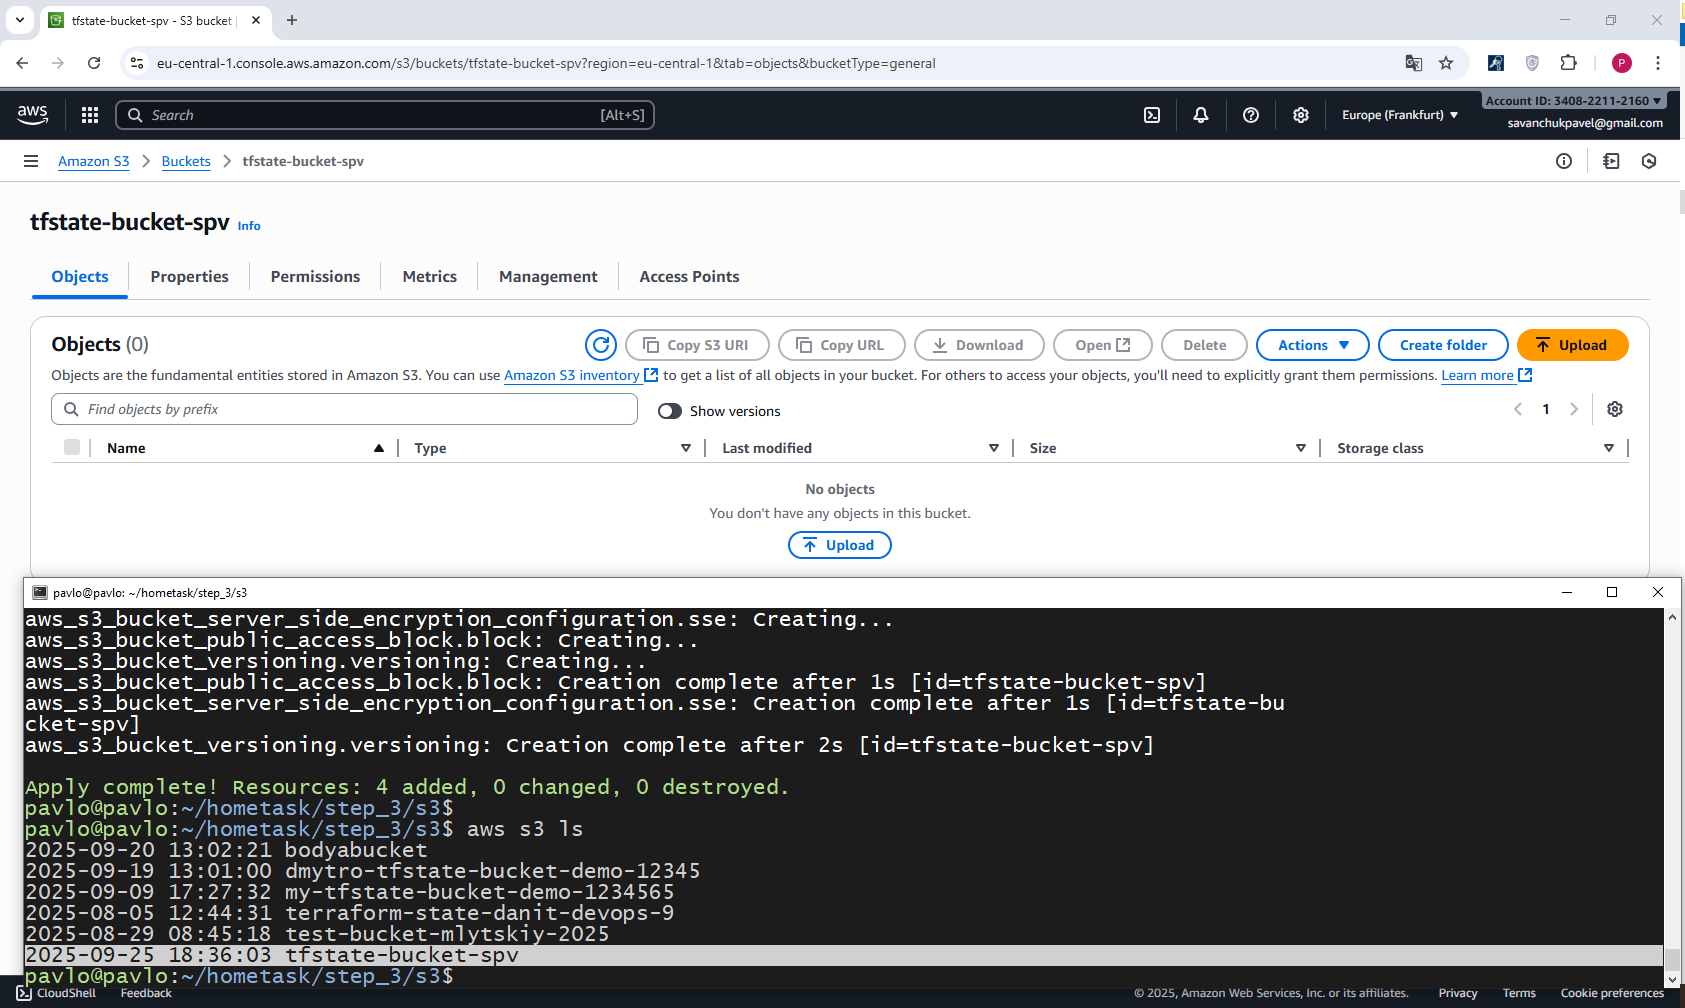 tfstate-bucket-spv - S3 bucket
eu-central-1.console.aws.amazon.com/s3/buckets/tfstate-bucket-spv?region=eu-central-1&tab=objects&bucketType=general
P
aws
Search
[Alt+S]
Europe (Frankfurt)
Account ID: 3408-2211-2160
savanchukpavel@gmail.com
Amazon S3
Buckets
tfstate-bucket-spv
tfstate-bucket-spv Info
Objects
Properties
Permissions
Metrics
Management
Access Points
Objects (0)
Copy S3 URI
Copy URL
Download
Open
Delete
Actions
Create folder
Upload
Objects are the fundamental entities stored in Amazon S3. You can use Amazon S3 inventory to get a list of all objects in your bucket. For others to access your objects, you'll need to explicitly grant them permissions. Learn more
Find objects by prefix
Show versions
1
Name
Type
Last modified
Size
Storage class
No objects
You don't have any objects in this bucket.
Upload
pavlo@pavlo: ~/hometask/step_3/s3
aws_s3_bucket_server_side_encryption_configuration.sse: Creating...
aws_s3_bucket_public_access_block.block: Creating...
aws_s3_bucket_versioning.versioning: Creating...
aws_s3_bucket_public_access_block.block: Creation complete after 1s [id=tfstate-bucket-spv]
aws_s3_bucket_server_side_encryption_configuration.sse: Creation complete after 1s [id=tfstate-bu
cket-spv]
aws_s3_bucket_versioning.versioning: Creation complete after 2s [id=tfstate-bucket-spv]
Apply complete! Resources: 4 added, 0 changed, 0 destroyed.
pavlo@pavlo:~/hometask/step_3/s3$
pavlo@pavlo:~/hometask/step_3/s3$ aws s3 ls
2025-09-20 13:02:21 bodyabucket
2025-09-19 13:01:00 dmytro-tfstate-bucket-demo-12345
2025-09-09 17:27:32 my-tfstate-bucket-demo-1234565
2025-08-05 12:44:31 terraform-state-danit-devops-9
2025-08-29 08:45:18 test-bucket-mlytskiy-2025
2025-09-25 18:36:03 tfstate-bucket-spv
pavlo@pavlo:~/hometask/step_3/s3$
CloudShell
Feedback
© 2025, Amazon Web Services, Inc. or its affiliates.
Privacy
Terms
Cookie preferences